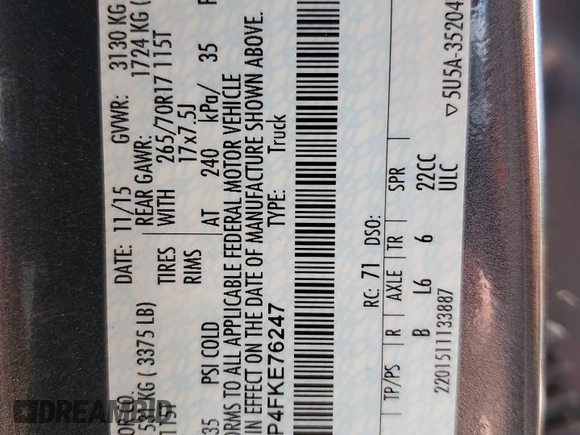 DATE: 11/15 GVWR: 3130 KG
REAR GAWR: 1724 KG (
( 3375 LB)
TIRES WITH 265/70R17 115T
RIMS 17x7.5J
35 PSI COLD AT 240 kPa/ 35
ORMS TO ALL APPLICABLE FEDERAL MOTOR VEHICLE
IN EFFECT ON THE DATE OF MANUFACTURE SHOWN ABOVE.
P4FKE76247 TYPE: Truck
RC: 71 DSO:
TP/PS R AXLE TR SPR
B L6 6 22CC
2201511133887 ULC
▽5U5A-35204
DREAMBID